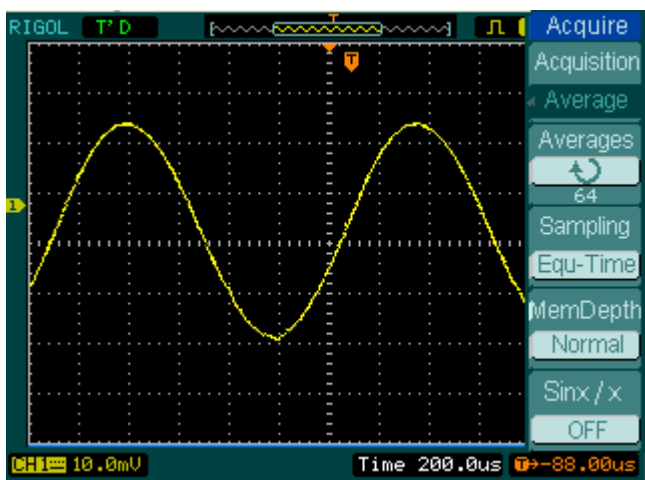 RIGOL T'D Acquire
T
T
Acquisition
Average
Averages
64
1
Sampling
Equ-Time
MemDepth
Normal
Sinx/x
OFF
CH1 10.0mV Time 200.0us T→-88.00us